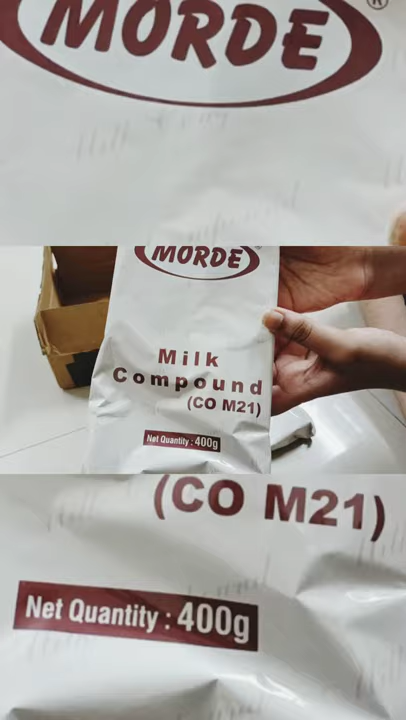 MORDE®
MORDE
Milk
Compound
(CO M21)
Net Quantity : 400g
(CO M21)
Net Quantity : 400g